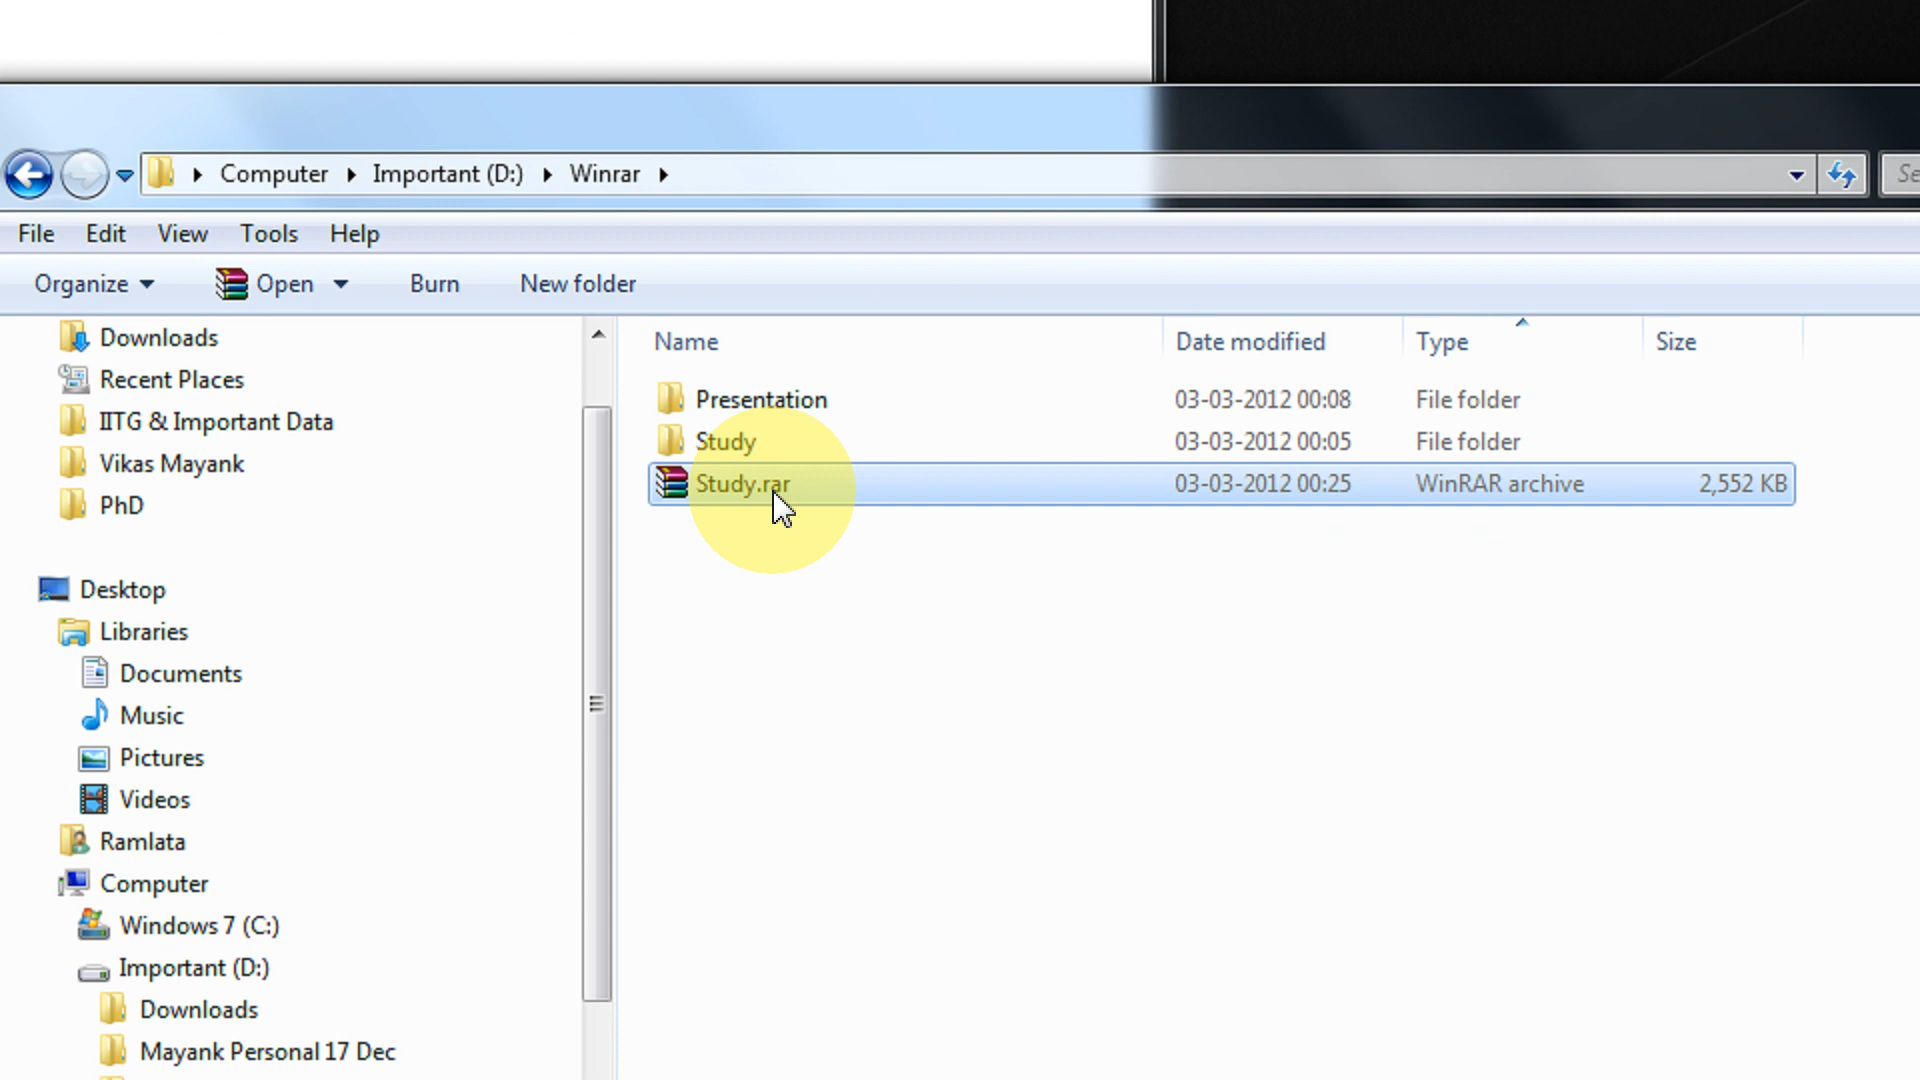 Computer Important (D:) Winrar Se
File Edit View Tools Help
Organize Open Burn New folder
Downloads
Recent Places
IITG & Important Data
Vikas Mayank
PhD
Desktop
Libraries
Documents
Music
Pictures
Videos
Ramlata
Computer
Windows 7 (C:)
Important (D:)
Downloads
Mayank Personal 17 Dec
Name Date modified Type Size
Presentation 03-03-2012 00:08 File folder
Study 03-03-2012 00:05 File folder
Study.rar 03-03-2012 00:25 WinRAR archive 2,552 KB